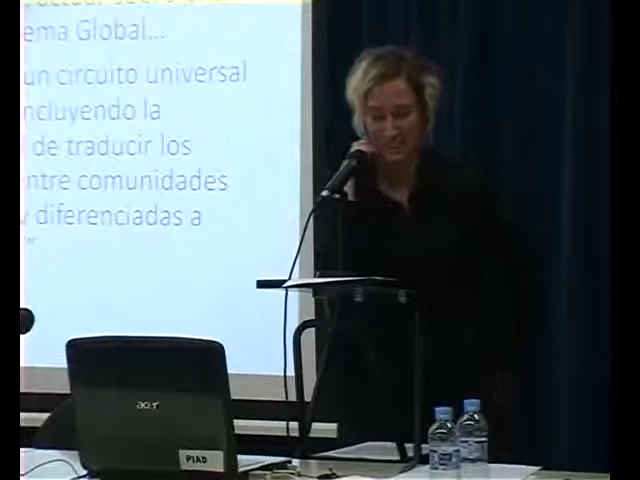 ema Global...
un circuito universal
ncluyendo la
de traducir los
ntre comunidades
y diferenciadas a
"
acer
PIAD